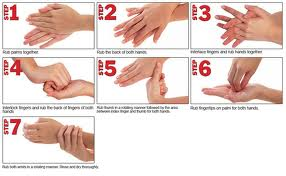 STEP 1
STEP 2
STEP 3
Rub palms together.
Rub the back of both hands.
Interlace fingers and rub hands together
STEP 4
STEP 5
STEP 6
Interlock fingers and rub the back of fingers of both
hands.
Rub thumb in a rotating manner followed by the area
between index finger and thumb for both hands.
Rub fingertips on palm for both hands.
STEP 7
Rub both wrists in a rotating manner. Rinse and dry thoroughly.